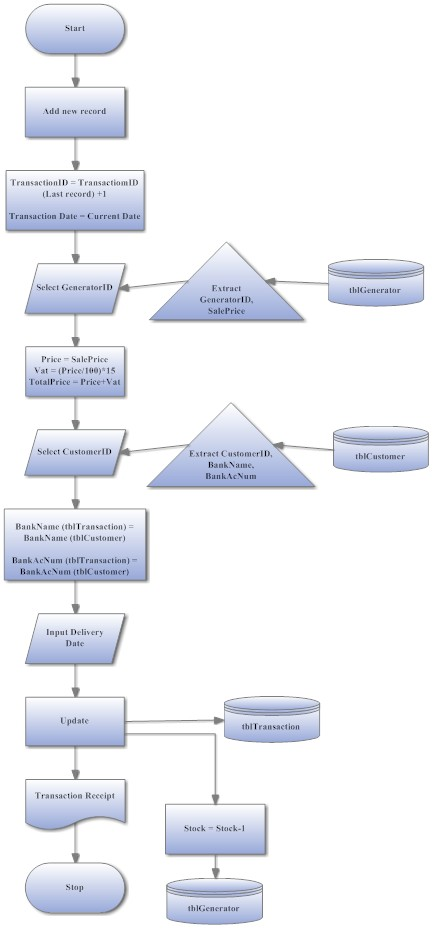 Start
Add new record
TransactionID = TransactiomID
(Last record) +1
Transaction Date = Current Date
Select GeneratorID
Extract
GeneratorID,
SalePrice
tblGenerator
Price = SalePrice
Vat = (Price/100)*15
TotalPrice = Price+Vat
Select CustomerID
Extract CustomerID,
BankName,
BankAcNum
tblCustomer
BankName (tblTransaction) =
BankName (tblCustomer)
BankAcNum (tblTransaction) =
BankAcNum (tblCustomer)
Input Delivery
Date
Update
tblTransaction
Transaction Receipt
Stock = Stock-1
Stop
tblGenerator